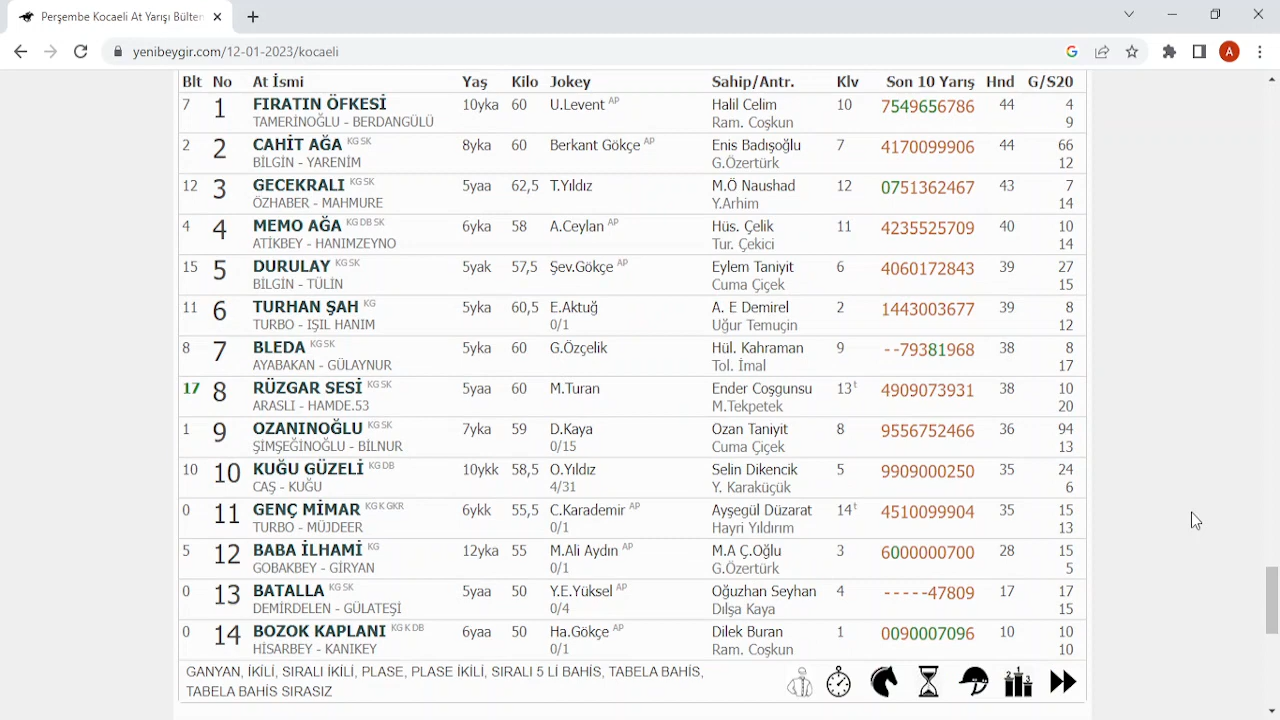 Perşembe Kocaeli At Yarışı Bülten
yenibeygir.com/12-01-2023/kocaeli
A
Blt No At İsmi Yaş Kilo Jokey Sahip/Antr. Klv Son 10 Yarış Hnd G/S20
7 1 FIRATIN ÖFKESİ 10yka 60 U.Levent AP Halil Celim 10 7549656786 44 4
TAMERİNOĞLU - BERDANGÜLÜ Ram. Coşkun 9
2 2 CAHİT AĞA KG SK 8yka 60 Berkant Gökçe AP Enis Badışoğlu 7 4170099906 44 66
BİLGİN - YARENİM G.Özertürk 12
12 3 GECEKRALI KG SK 5yaa 62,5 T.Yıldız M.Ö Naushad 12 0751362467 43 7
ÖZHABER - MAHMURE Y.Arhim 14
4 4 MEMO AĞA KG DB SK 6yka 58 A.Ceylan AP Hüs. Çelik 11 4235525709 40 10
ATİKBEY - HANIMZEYNO Tur. Çekici 14
15 5 DURULAY KG SK 5yak 57,5 Şev.Gökçe AP Eylem Taniyit 6 4060172843 39 27
BİLGİN - TÜLİN Cuma Çiçek 15
11 6 TURHAN ŞAH KG 5yka 60,5 E.Aktuğ A. E Demirel 2 1443003677 39 8
TURBO - IŞIL HANIM 0/1 Uğur Temuçin 12
8 7 BLEDA KG SK 5yka 60 G.Özçelik Hül. Kahraman 9 --79381968 38 8
AYABAKAN - GÜLAYNUR Tol. İmal 17
17 8 RÜZGAR SESİ KG SK 5yaa 60 M.Turan Ender Coşgunsu 13t 4909073931 38 10
ARASLI - HAMDE.53 M.Tekpetek 20
1 9 OZANINOĞLU KG SK 7yka 59 D.Kaya Ozan Taniyit 8 9556752466 36 94
ŞİMŞEĞİNOĞLU - BİLNUR 0/15 Cuma Çiçek 13
10 10 KUĞU GÜZELİ KG DB 10ykk 58,5 O.Yıldız Selin Dikencik 5 9909000250 35 24
CAŞ - KUĞU 4/31 Y. Karaküçük 6
0 11 GENÇ MİMAR KG K GKR 6ykk 55,5 C.Karademir AP Ayşegül Düzarat 14t 4510099904 35 15
TURBO - MÜJDEER 0/1 Hayri Yıldırım 13
5 12 BABA İLHAMİ KG 12yka 55 M.Ali Aydın AP M.A Ç.Oğlu 3 6000000700 28 15
GOBAKBEY - GİRYAN 0/1 G.Özertürk 5
0 13 BATALLA KG SK 5yaa 50 Y.E.Yüksel AP Oğuzhan Seyhan 4 -----47809 17 17
DEMİRDELEN - GÜLATEŞİ 0/4 Dılşa Kaya 15
0 14 BOZOK KAPLANI KG K DB 6yaa 50 Ha.Gökçe AP Dilek Buran 1 0090007096 10 10
HİSARBEY - KANIKEY 0/1 Ram. Coşkun 10
GANYAN, İKİLİ, SIRALI İKİLİ, PLASE, PLASE İKİLİ, SIRALI 5 Lİ BAHİS, TABELA BAHİS,
TABELA BAHİS SIRASIZ